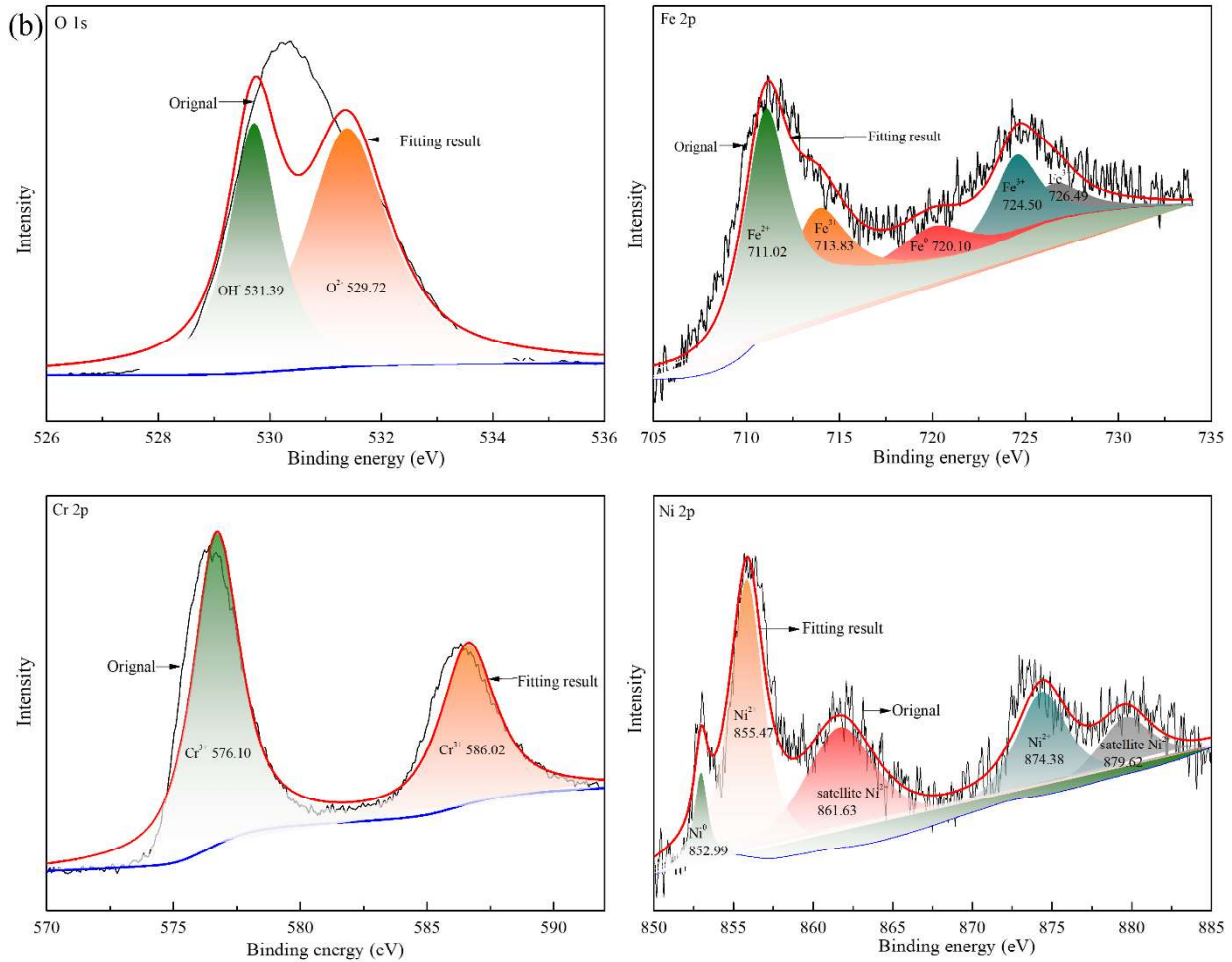 (b)
O 1s
Orignal
Fitting result
OH⁻ 531.39
O²⁻ 529.72
Intensity
526 528 530 532 534 536
Binding energy (eV)
Fe 2p
Orignal
Fitting result
Fe²⁺
711.02
Fe³⁺
713.83
Fe⁰ 720.10
Fe³⁺
724.50
Fe³⁺
726.49
Intensity
705 710 715 720 725 730 735
Binding energy (eV)
Cr 2p
Orignal
Fitting result
Cr³⁺ 576.10
Cr³⁺ 586.02
Intensity
570 575 580 585 590
Binding energy (eV)
Ni 2p
Fitting result
Orignal
Ni⁰
852.99
Ni²⁺
855.47
satellite Ni²⁺
861.63
Ni²⁺
874.38
satellite Ni²⁺
879.62
Intensity
850 855 860 865 870 875 880 885
Binding energy (eV)